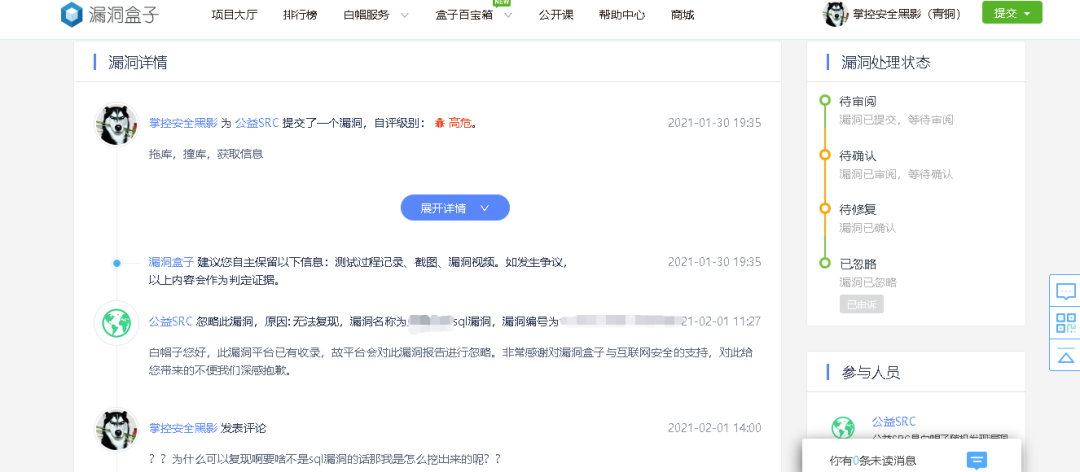 漏洞盒子 项目大厅 排行榜 白帽服务 盒子百宝箱 NEW 公开课 帮助中心 商城 掌控安全黑影（青铜） 提交
漏洞详情
掌控安全黑影 为 公益SRC 提交了一个漏洞，自评级别： 高危。 2021-01-30 19:35
拖库，撞库，获取信息
展开详情
漏洞盒子 建议您自主保留以下信息：测试过程记录、截图、漏洞视频。如发生争议， 2021-01-30 19:35
以上内容会作为判定证据。
公益SRC 忽略此漏洞，原因: 无法复现，漏洞名称为 sql漏洞，漏洞编号为 21-02-01 11:27
白帽子您好，此漏洞平台已有收录，故平台会对此漏洞报告进行忽略。非常感谢对漏洞盒子与互联网安全的支持，对此给
您带来的不便我们深感抱歉。
掌控安全黑影 发表评论 2021-02-01 14:00
？？为什么可以复现啊要啥不是sql漏洞的话那我是怎么挖出来的呢？？
漏洞处理状态
待审阅
漏洞已提交，等待审阅
待确认
漏洞已审阅，等待确认
待修复
漏洞已确认
已忽略
漏洞已忽略
已申诉
参与人员
公益SRC
你有0条未读消息